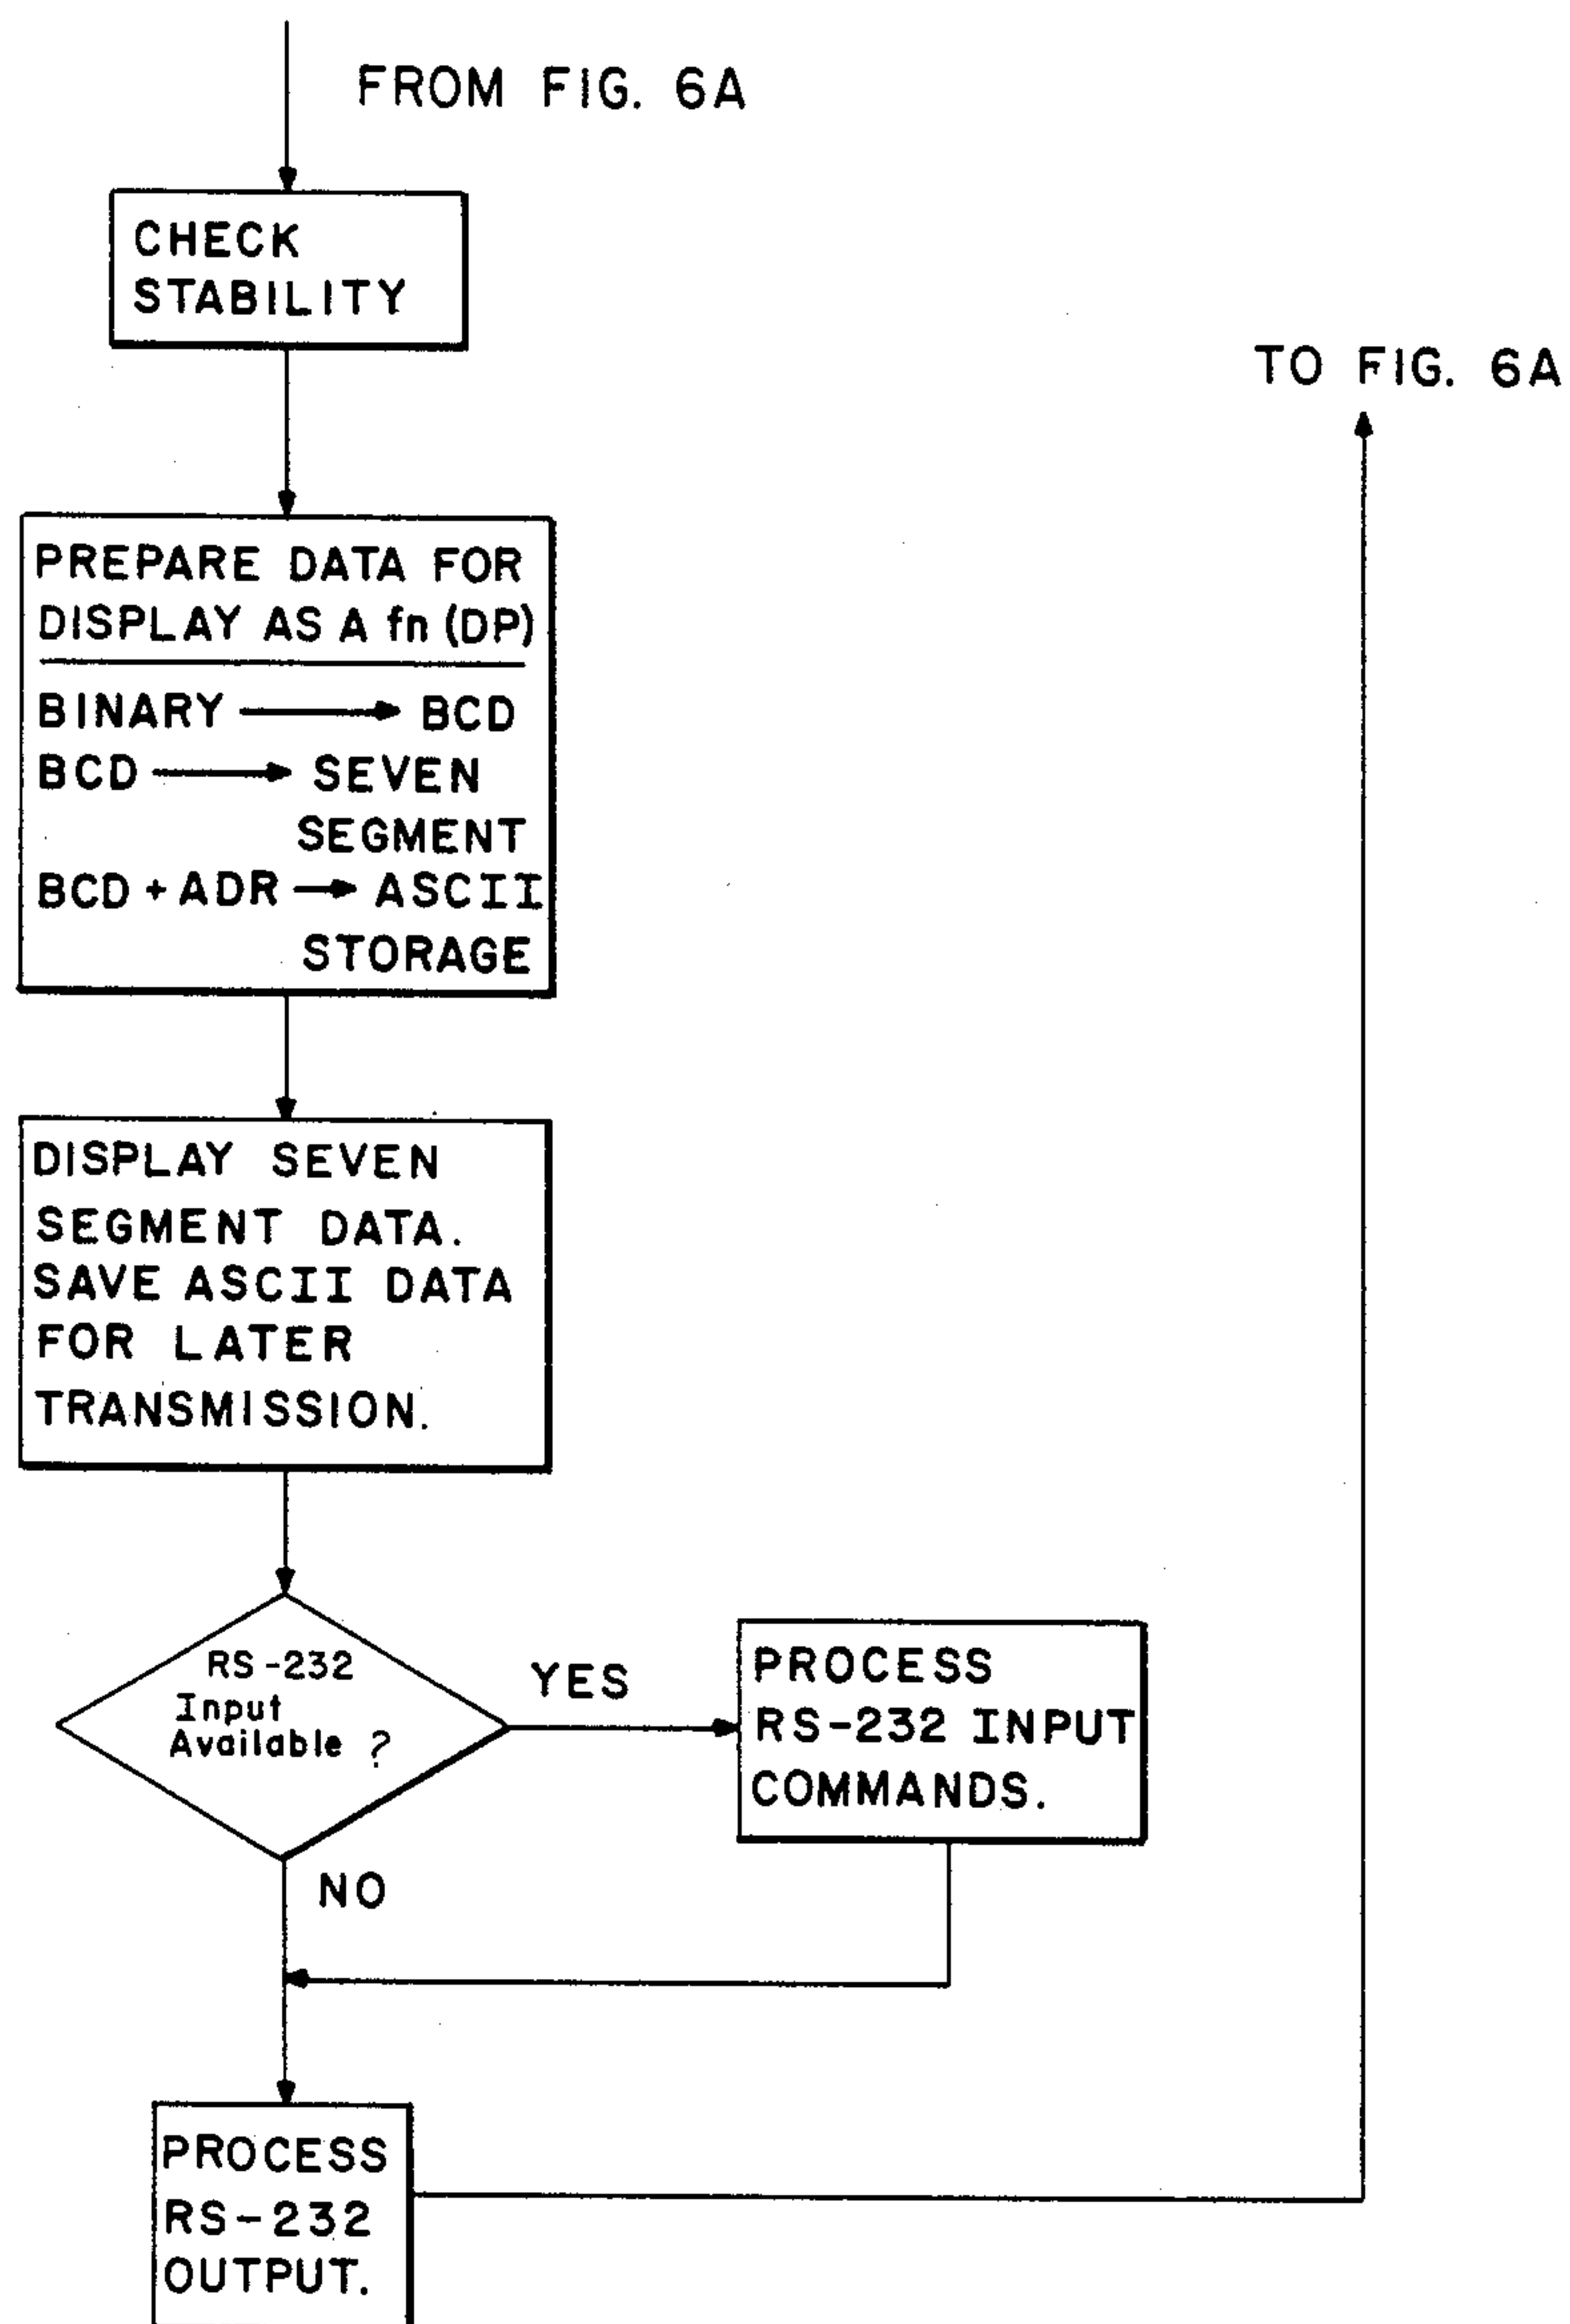 FROM FIG. 6A
CHECK
STABILITY
TO FIG. 6A
PREPARE DATA FOR
DISPLAY AS A fn (DP)
BINARY → BCD
BCD → SEVEN
SEGMENT
BCD + ADR → ASCII
STORAGE
DISPLAY SEVEN
SEGMENT DATA.
SAVE ASCII DATA
FOR LATER
TRANSMISSION.
RS-232
Input
Available ?
YES
PROCESS
RS-232 INPUT
COMMANDS.
NO
PROCESS
RS-232
OUTPUT.